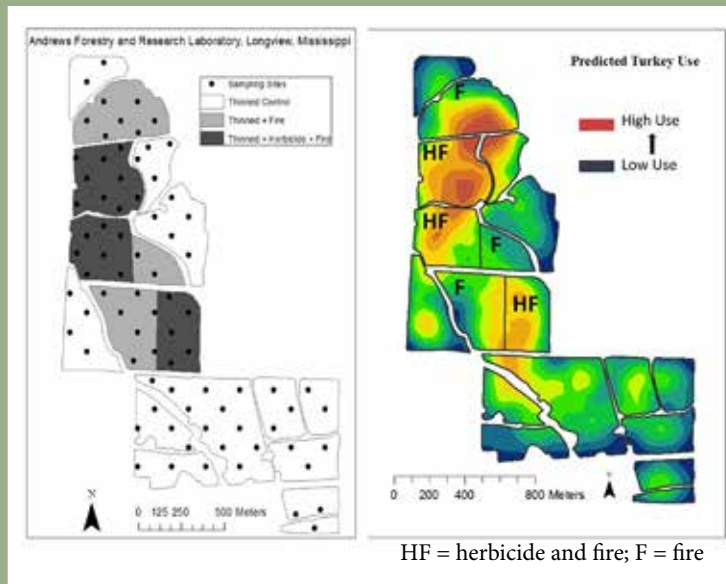 Andrews Forestry and Research Laboratory, Longview, Mississippi
Sampling Sites
Thinned Control
Thinned + Fire
Thinned + Herbicide + Fire
N
0 125 250 500 Meters
Predicted Turkey Use
High Use
Low Use
F
HF
HF
F
F
HF
0 200 400 800
Meters
HF = herbicide and fire; F = fire